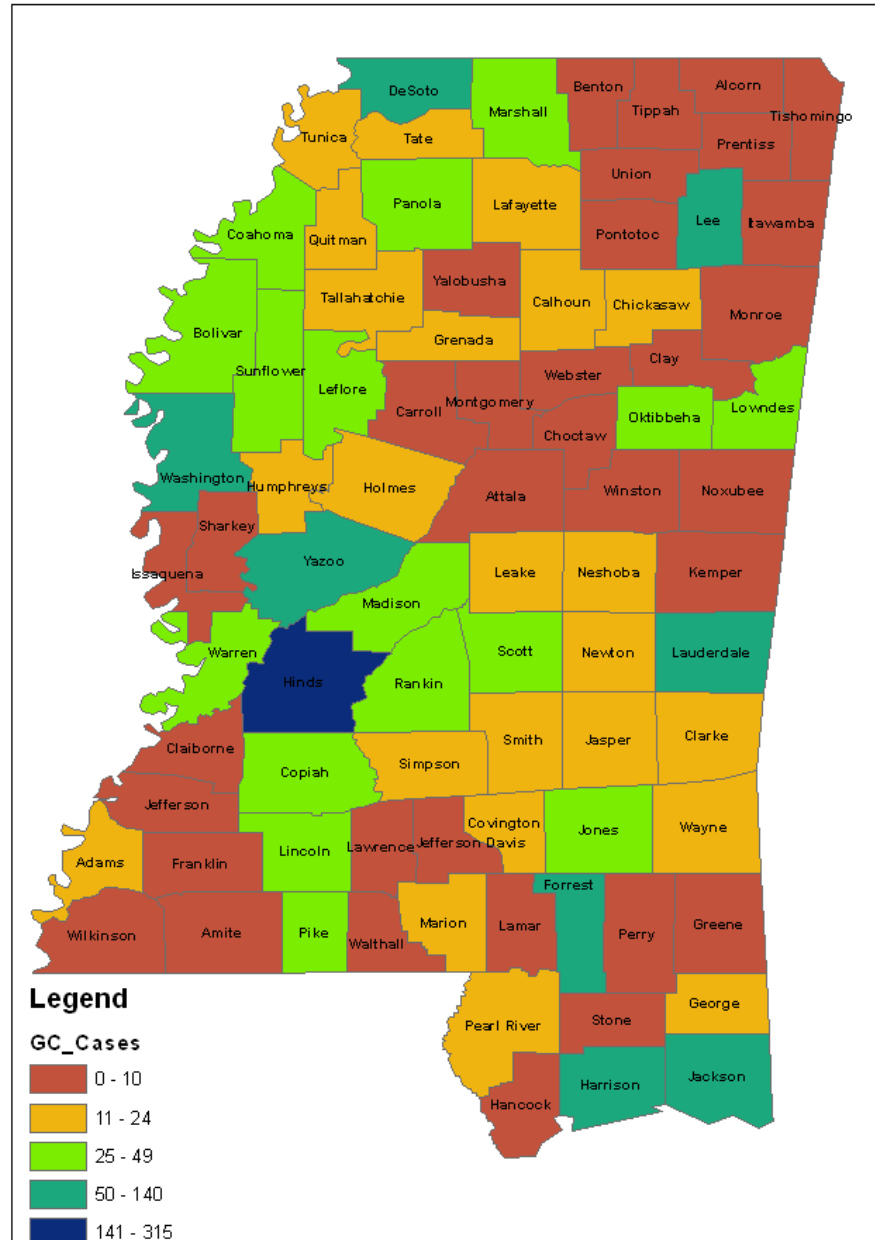 Benton
Alcorn
DeSoto
Marshall
Tippah
Tishomingo
Tunica
Tate
Prentiss
Union
Panola
Lafayette
Lee
Itawamba
Coahoma
Quitman
Pontotoc
Yalobusha
Tallahatchie
Calhoun
Chickasaw
Monroe
Bolivar
Grenada
Clay
Sunflower
Webster
Leflore
Montgomery
Carroll
Lowndes
Oktibbeha
Choctaw
Washington
Humphreys
Holmes
Attala
Winston
Noxubee
Sharkey
Yazoo
Issaquena
Leake
Neshoba
Kemper
Madison
Warren
Scott
Newton
Lauderdale
Hinds
Rankin
Claiborne
Smith
Jasper
Clarke
Copiah
Simpson
Jefferson
Covington
Jones
Wayne
Lincoln
Lawrence
Jefferson Davis
Adams
Franklin
Forrest
Wilkinson
Amite
Pike
Walthall
Marion
Lamar
Perry
Greene
Legend
George
Pearl River
Stone
GC_Cases
0 - 10
Jackson
Harrison
Hancock
11 - 24
25 - 49
50 - 140
141 - 315